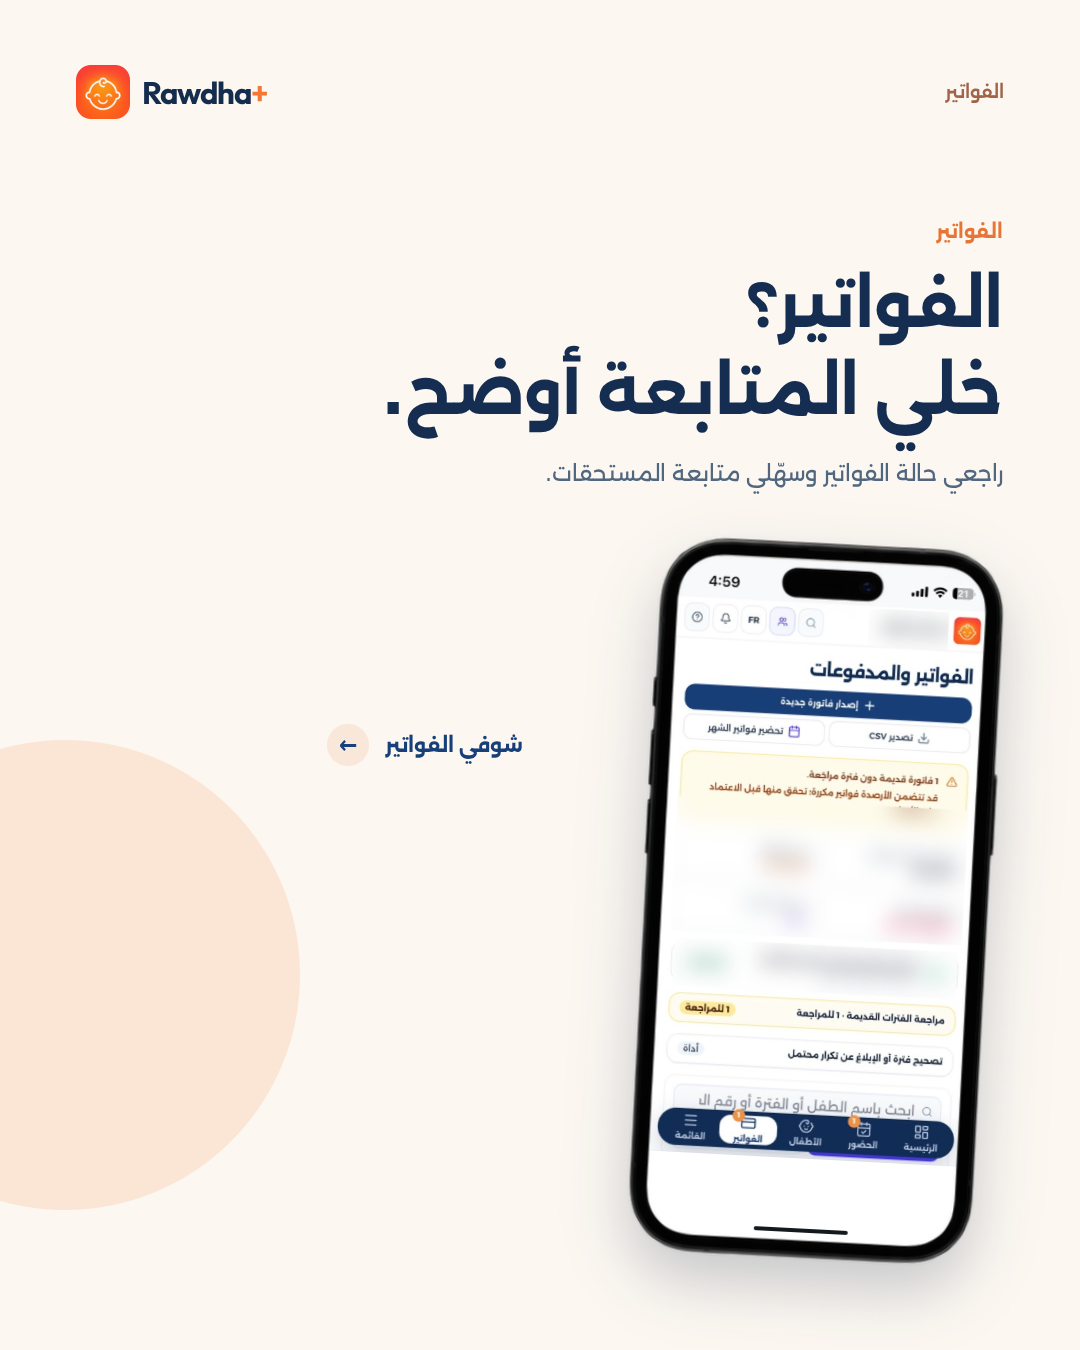 Rawdha+
الفواتير
الفواتير
الفواتير؟
خلي المتابعة أوضح.
راجعي حالة الفواتير وسهّلي متابعة المستحقات.
شوفي الفواتير
4:59
21
FR
الفواتير والمدفوعات
إصدار فاتورة جديدة
تصدير CSV
تحضير فواتير الشهر
1 فاتورة قديمة دون فترة مراجعة.
قد تتضمن الأرصدة فواتير مكررة؛ تحقق منها قبل الاعتماد
مراجعة الفترات القديمة · 1 للمراجعة
1 للمراجعة
تصحيح فترة أو الإبلاغ عن تكرار محتمل
أداة
ابحث باسم الطفل أو الفترة أو رقم ال
الرئيسية
الحضور
الأطفال
الفواتير
القائمة